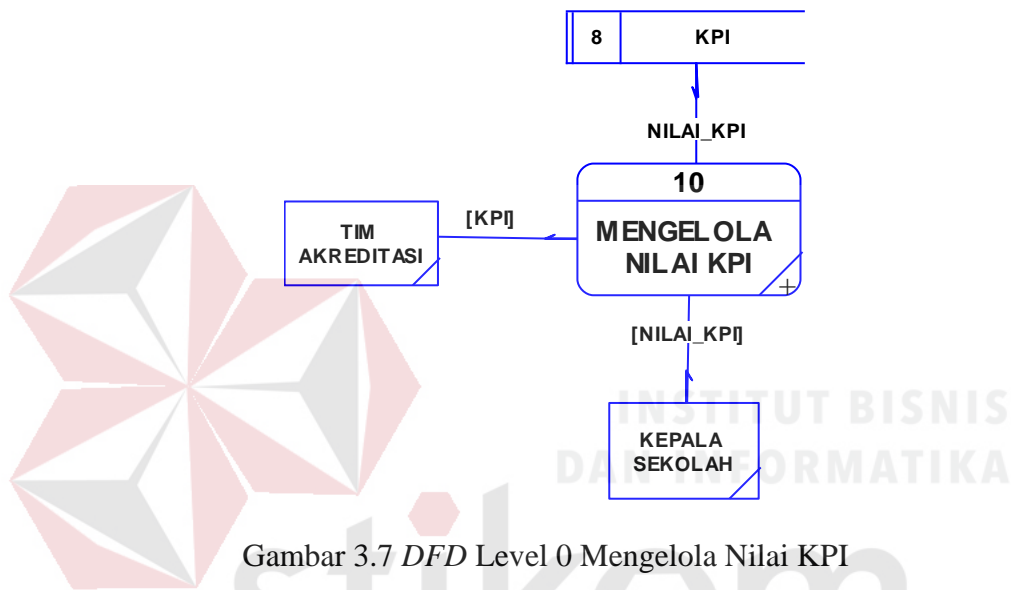 8 KPI
NILAI_KPI
10
MENGELOLA
NILAI KPI
[KPI]
TIM
AKREDITASI
[NILAI_KPI]
KEPALA
SEKOLAH
INSTITUT BISNIS
DAN INFORMATIKA
stikom
Gambar 3.7 DFD Level 0 Mengelola Nilai KPI